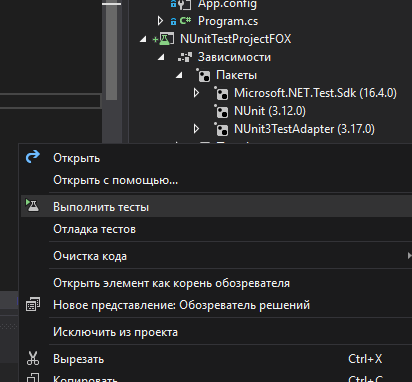 App.config
Program.cs
NUnitTestProjectFOX
Зависимости
Пакеты
Microsoft.NET.Test.Sdk (16.4.0)
NUnit (3.12.0)
NUnit3TestAdapter (3.17.0)
Открыть
Открыть с помощью...
Выполнить тесты
Отладка тестов
Очистка кода
Открыть элемент как корень обозревателя
Новое представление: Обозреватель решений
Исключить из проекта
Вырезать Ctrl+X
Копировать Ctrl+C